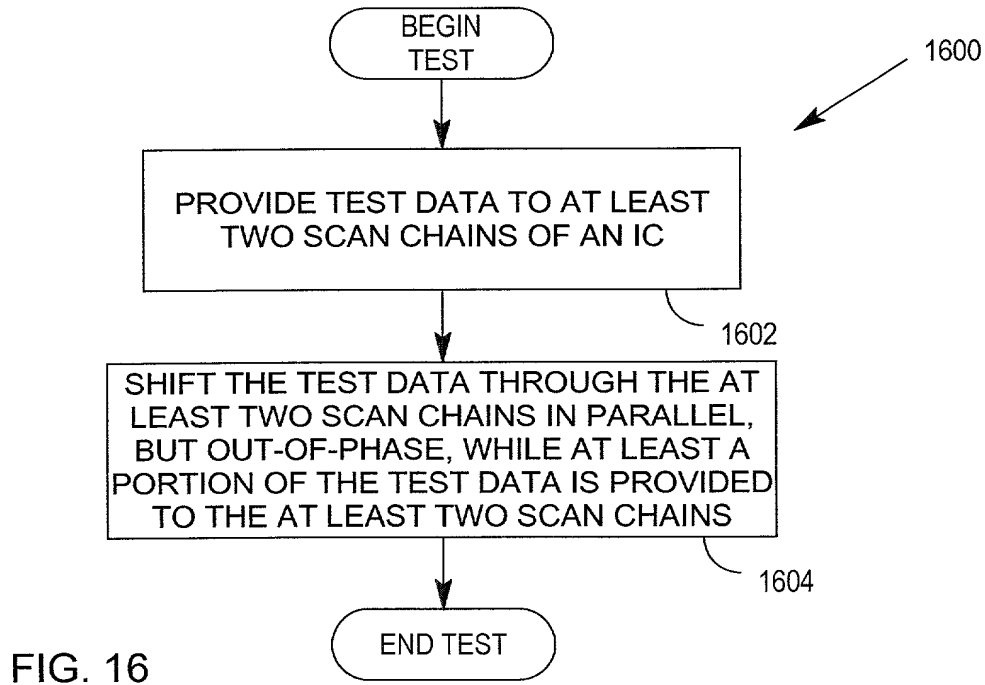 BEGIN
TEST
1600
PROVIDE TEST DATA TO AT LEAST
TWO SCAN CHAINS OF AN IC
1602
SHIFT THE TEST DATA THROUGH THE AT
LEAST TWO SCAN CHAINS IN PARALLEL,
BUT OUT-OF-PHASE, WHILE AT LEAST A
PORTION OF THE TEST DATA IS PROVIDED
TO THE AT LEAST TWO SCAN CHAINS
1604
END TEST
FIG. 16